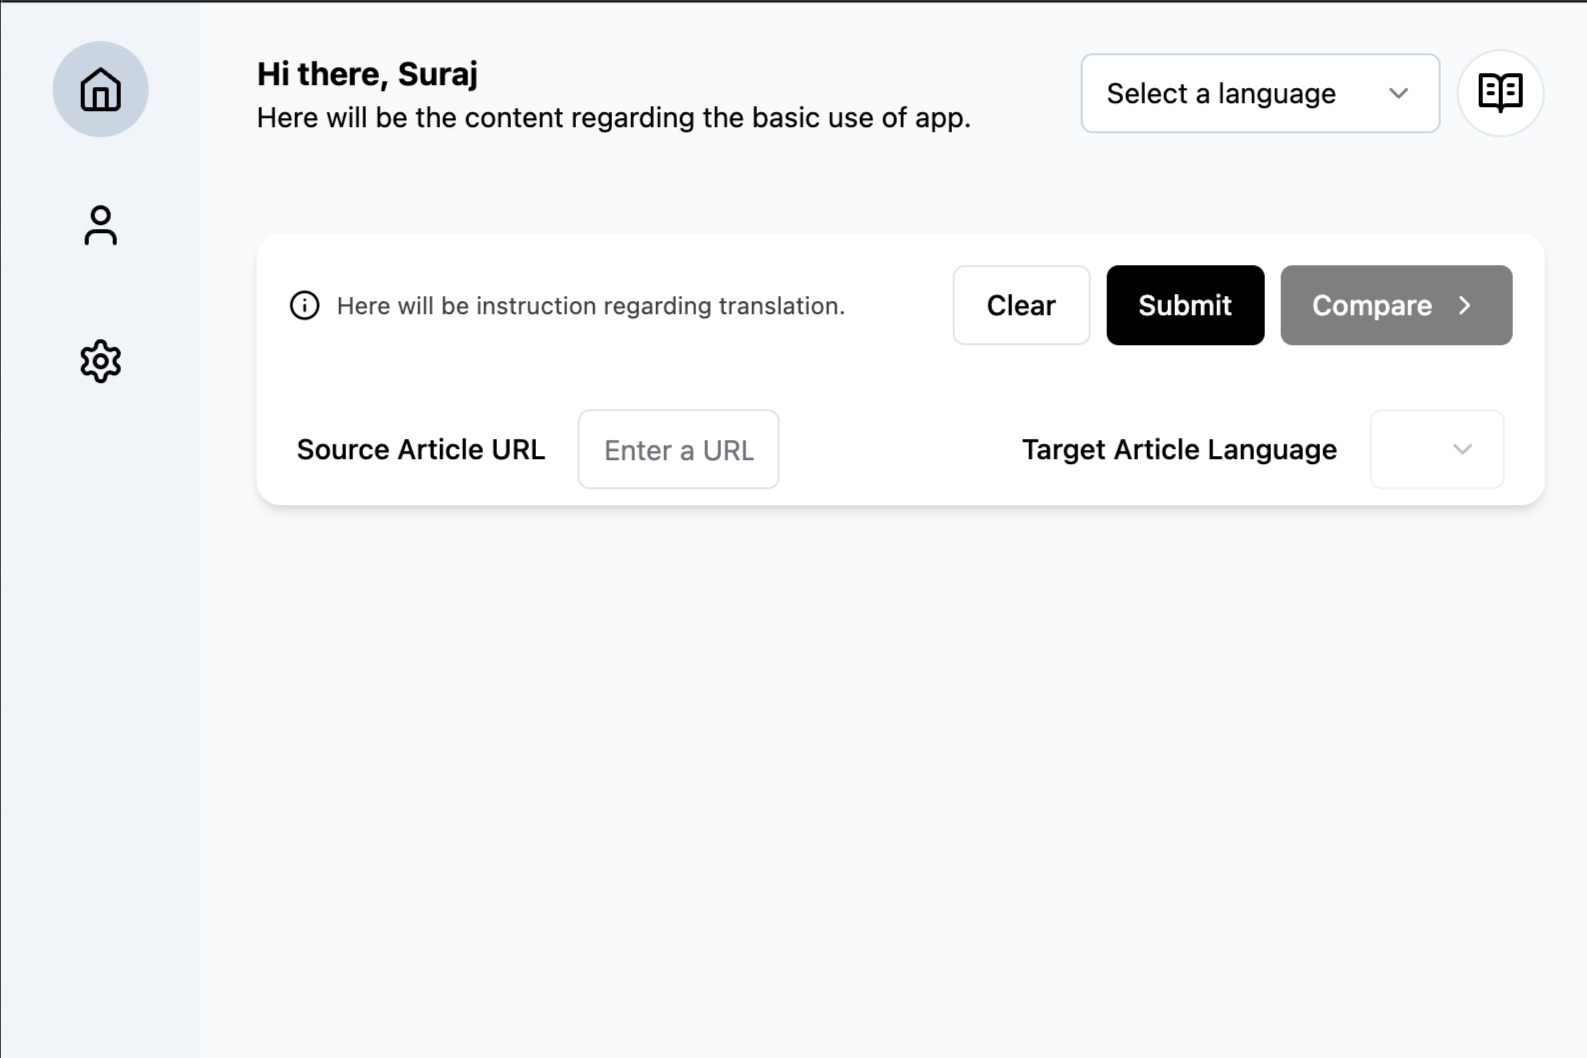 Hi there, Suraj
Here will be the content regarding the basic use of app.
Select a language
Here will be instruction regarding translation.
Clear
Submit
Compare
Source Article URL
Enter a URL
Target Article Language